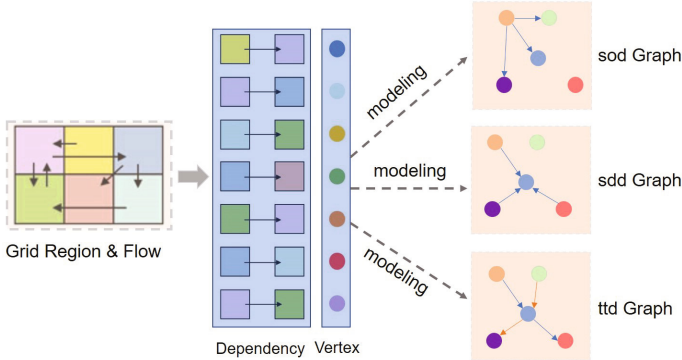 Grid Region & Flow
Dependency
Vertex
modeling
modeling
modeling
sod Graph
sdd Graph
ttd Graph